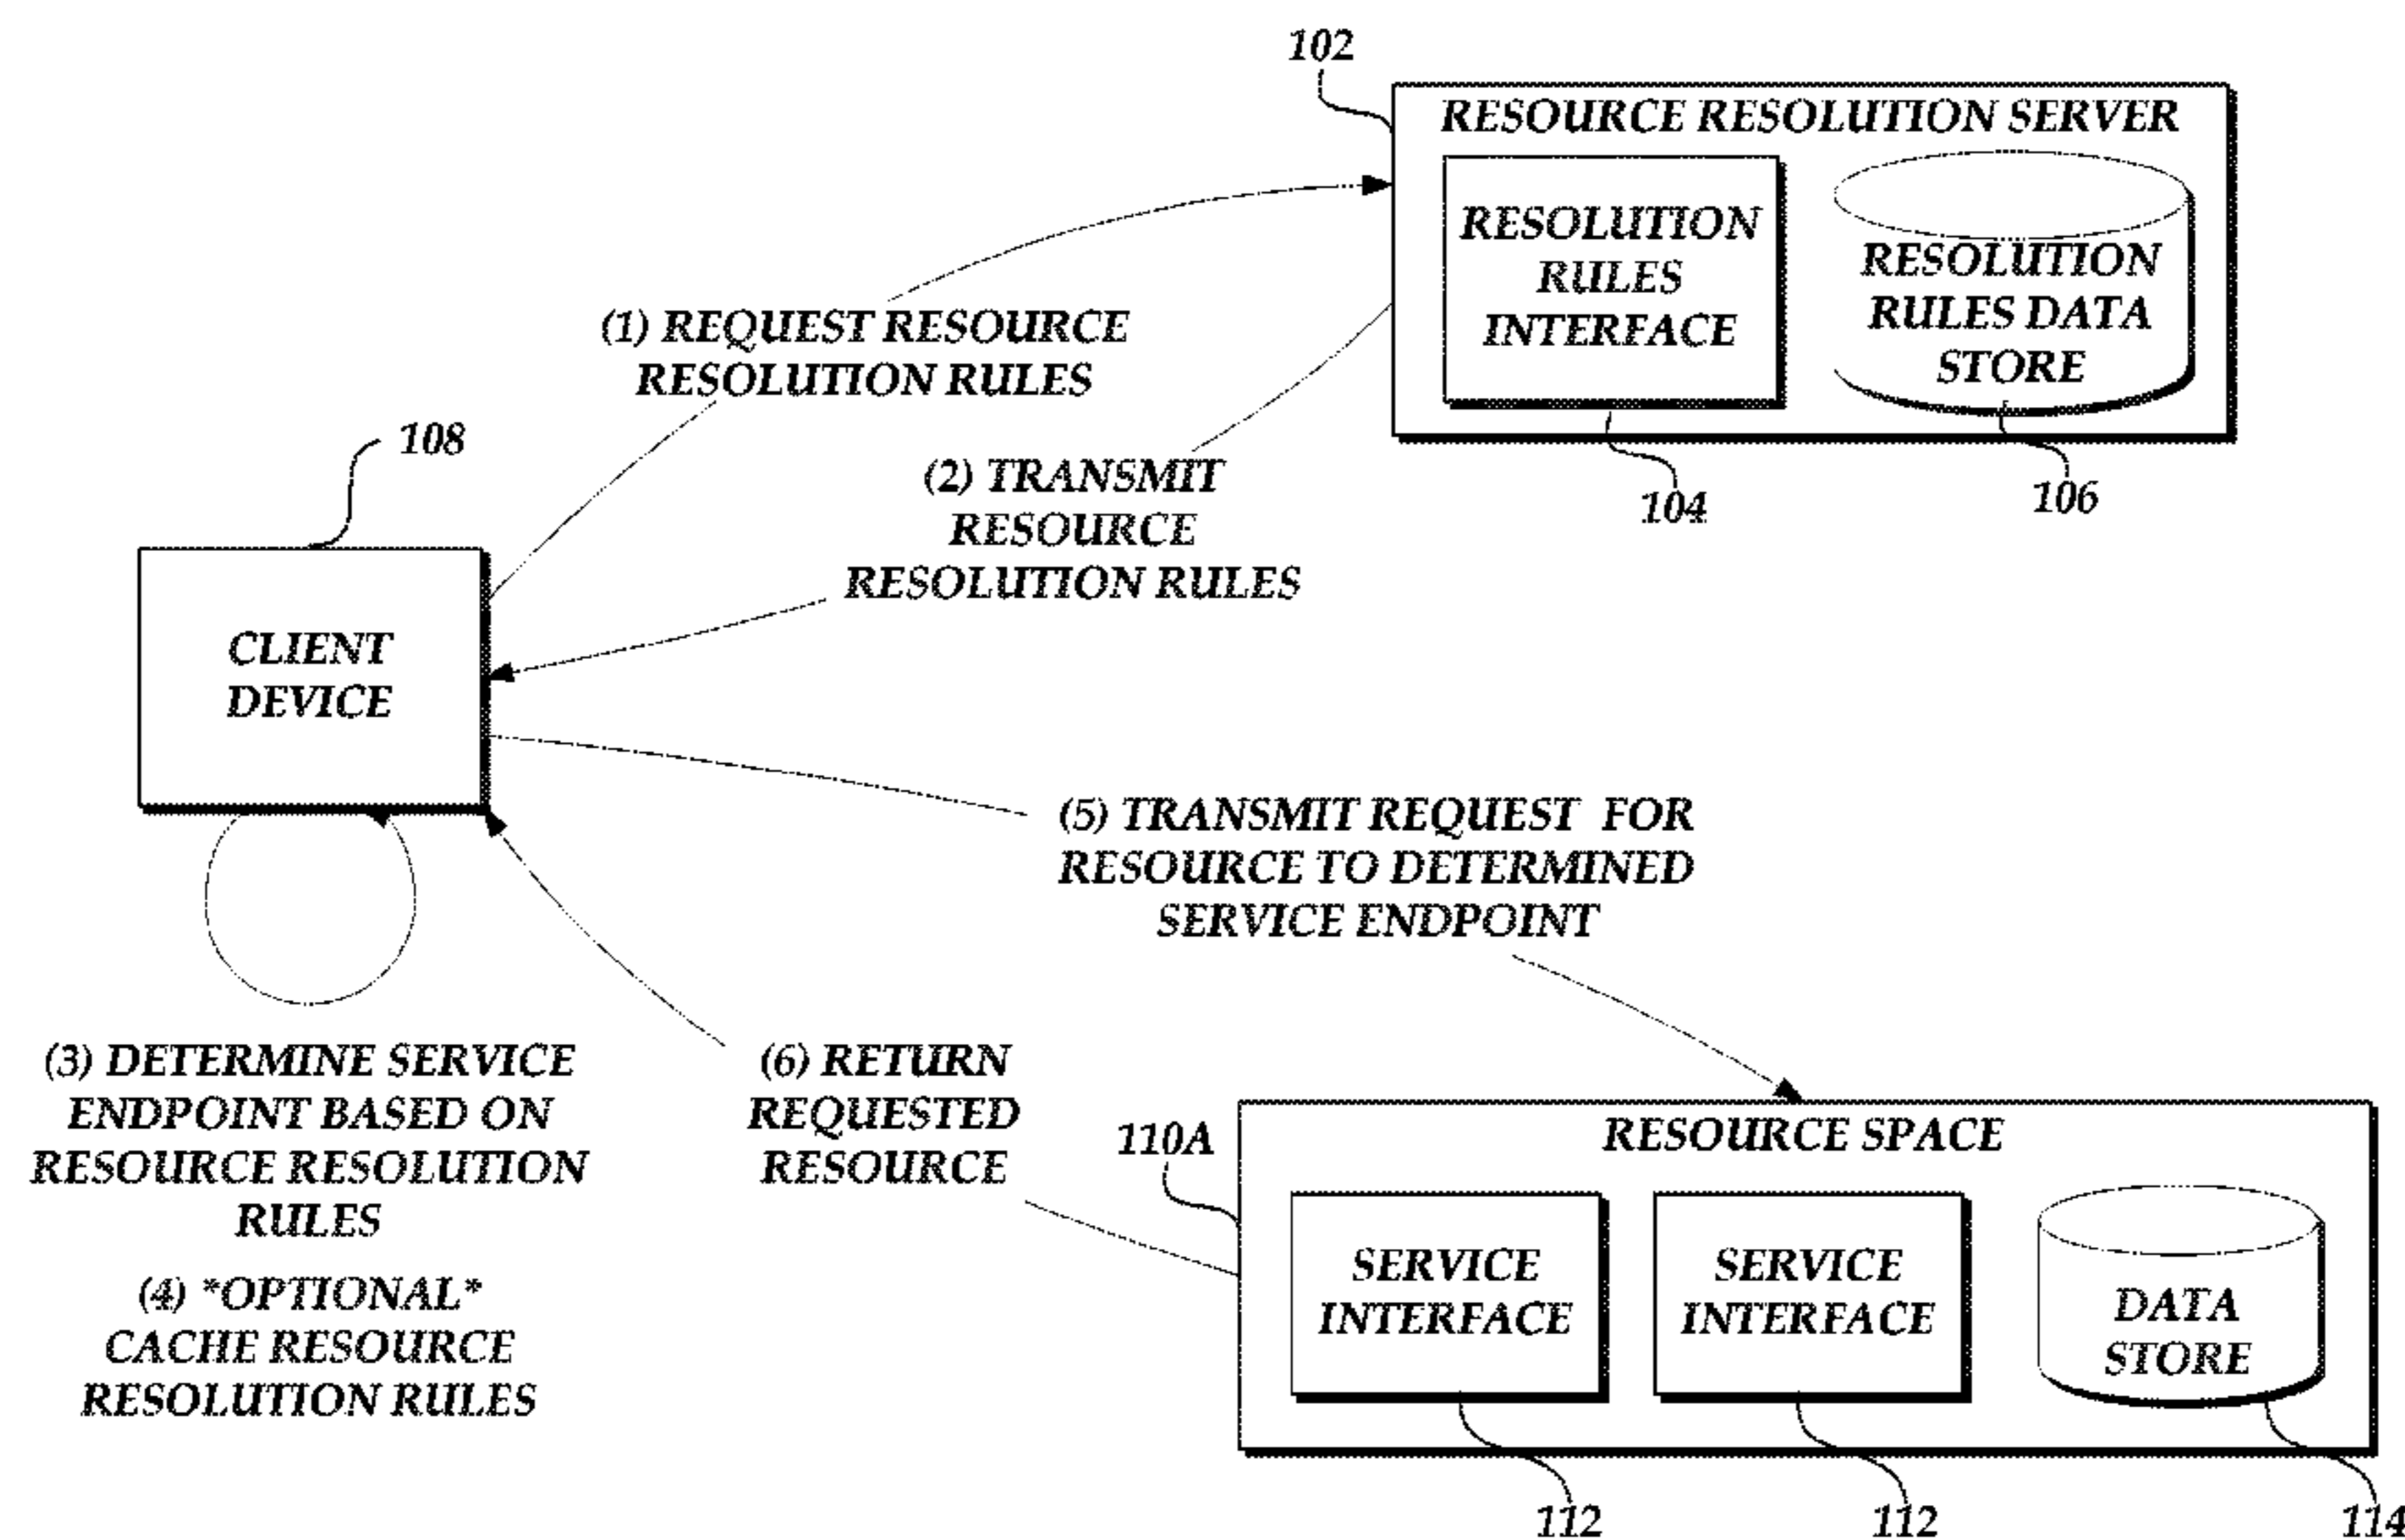 102
RESOURCE RESOLUTION SERVER
RESOLUTION
RULES
INTERFACE
RESOLUTION
RULES DATA
STORE
104
106
(1) REQUEST RESOURCE
RESOLUTION RULES
(2) TRANSMIT
RESOURCE
RESOLUTION RULES
108
CLIENT
DEVICE
(3) DETERMINE SERVICE
ENDPOINT BASED ON
RESOURCE RESOLUTION
RULES
(4) *OPTIONAL*
CACHE RESOURCE
RESOLUTION RULES
(5) TRANSMIT REQUEST FOR
RESOURCE TO DETERMINED
SERVICE ENDPOINT
(6) RETURN
REQUESTED
RESOURCE
110A
RESOURCE SPACE
SERVICE
INTERFACE
SERVICE
INTERFACE
DATA
STORE
112
112
114